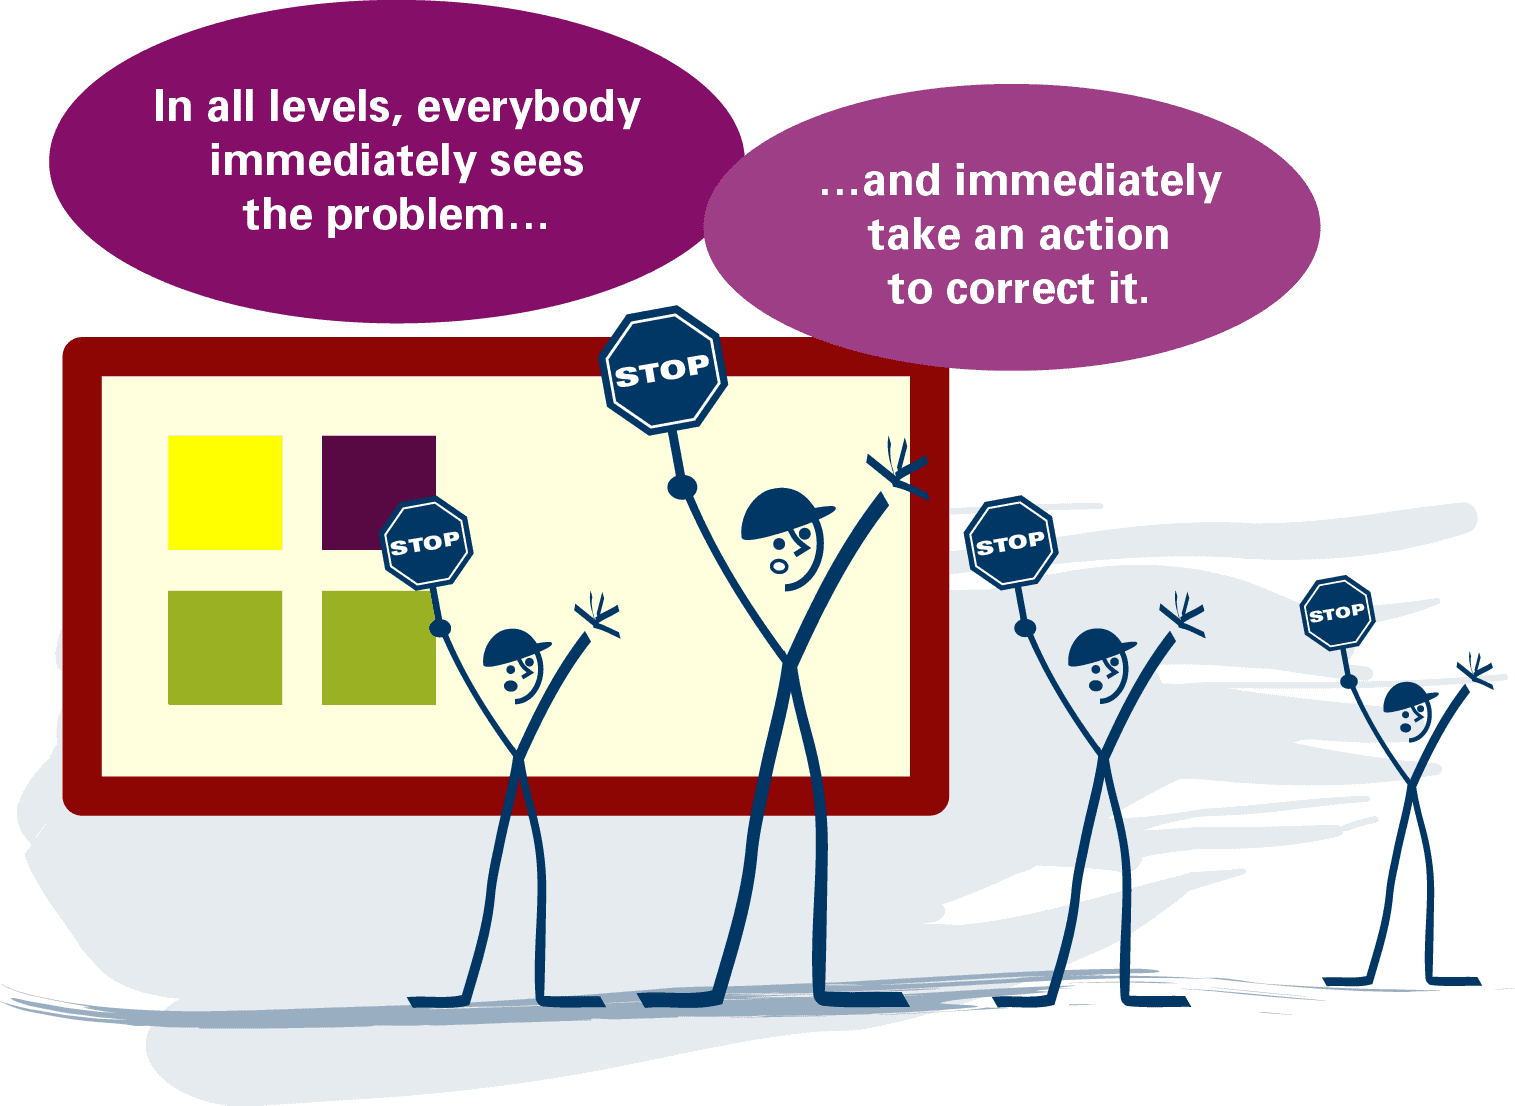 In all levels, everybody
immediately sees
the problem...
...and immediately
take an action
to correct it.
STOP
STOP
STOP
STOP